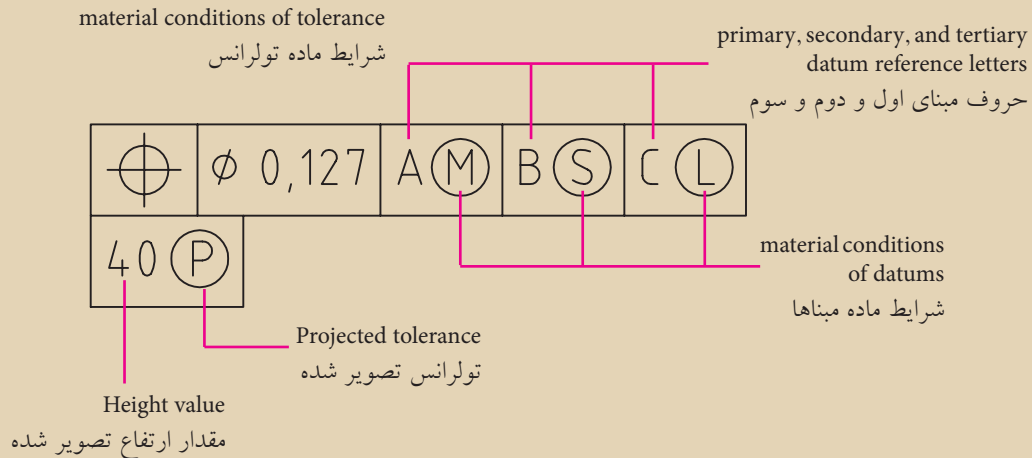 material conditions of tolerance
شرایط ماده تولرانس
primary, secondary, and tertiary
datum reference letters
حروف مبنای اول و دوم و سوم
⌀ 0,127 A Ⓜ B Ⓢ C Ⓛ
40 Ⓟ
material conditions
of datums
شرایط ماده مبناها
Projected tolerance
تولرانس تصویر شده
Height value
مقدار ارتفاع تصویر شده